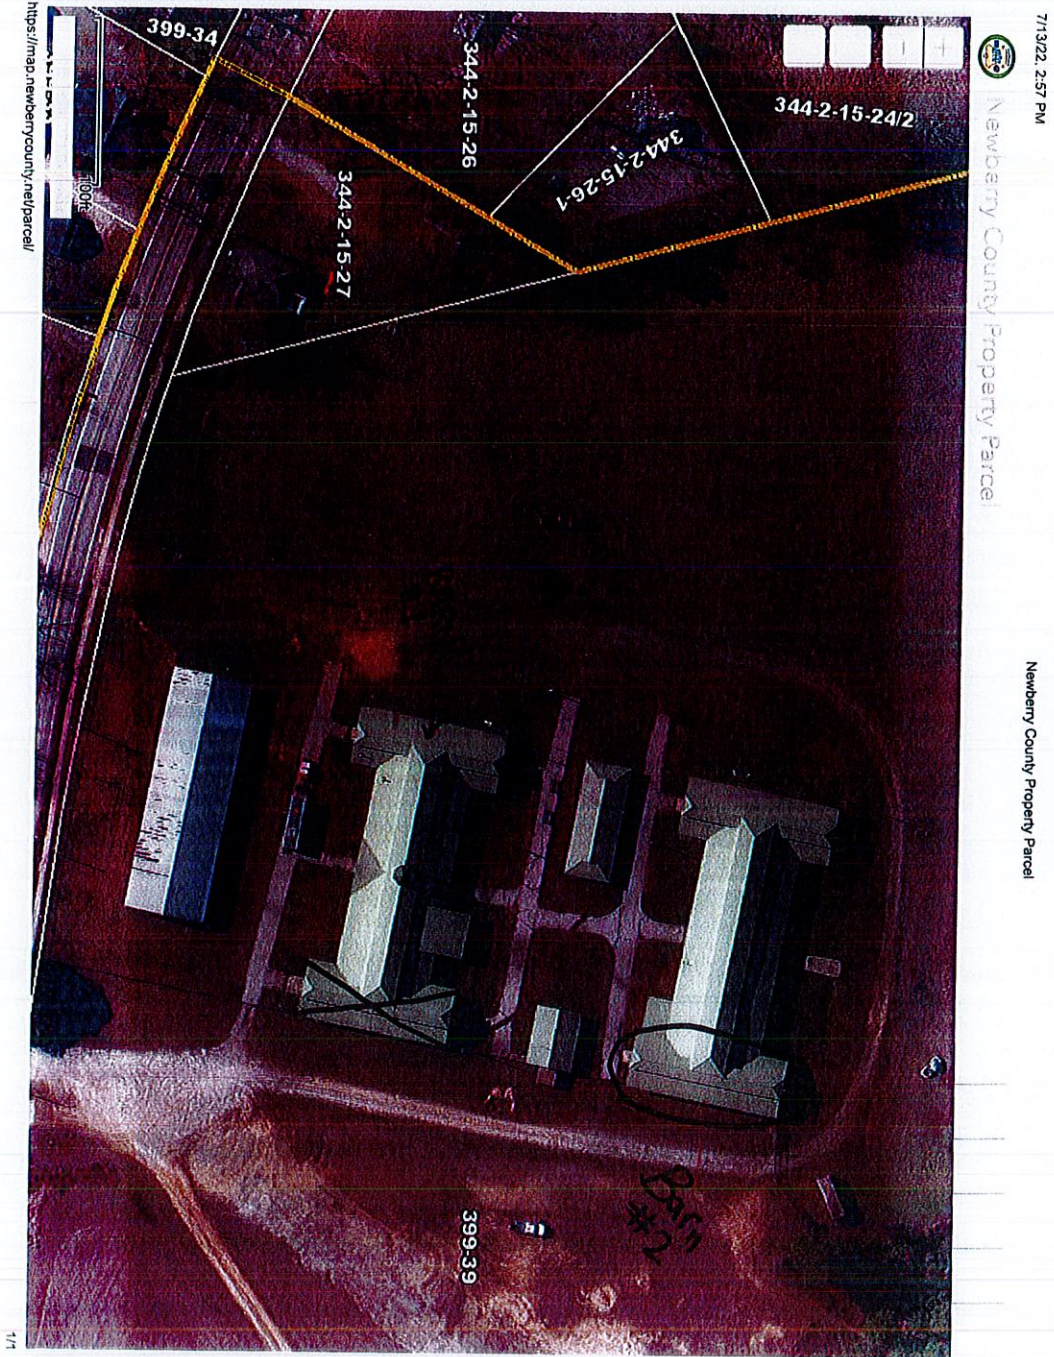 7/13/22, 2:57 PM
Newberry County Property Parcel
Newberry County Property Parcel
+
−
344-2-15-24/2
344-2-15-26-1
344-2-15-26
344-2-15-27
399-34
100ft
Barn
#2
399-39
https://map.newberrycounty.net/parcel/
1/1